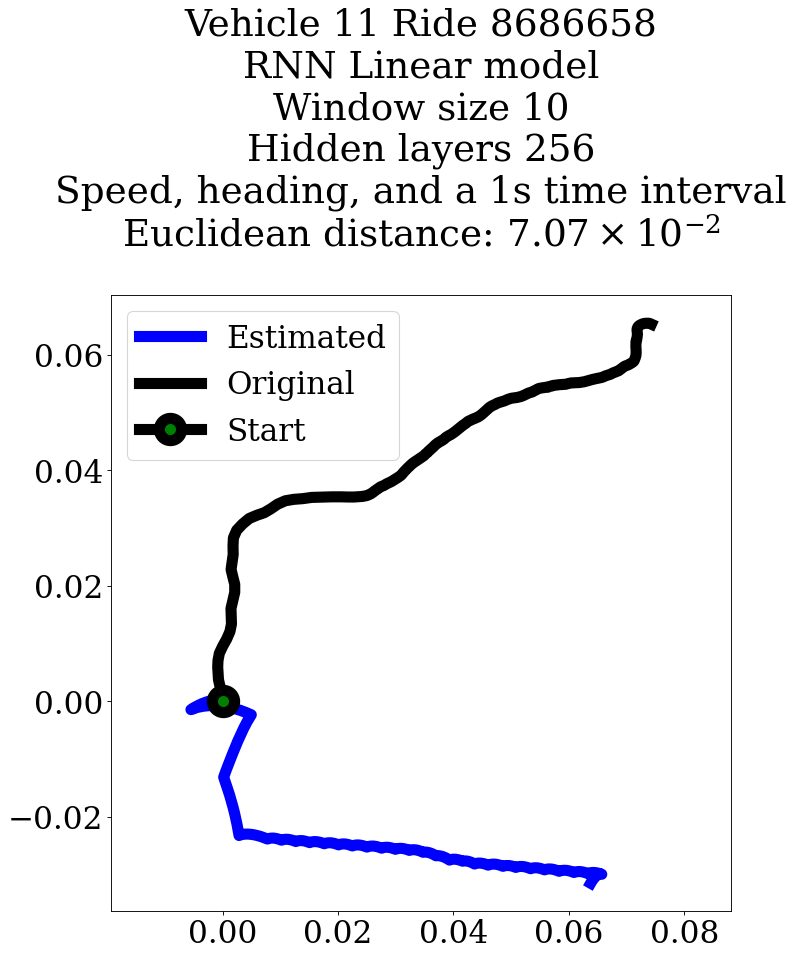 Vehicle 11 Ride 8686658
RNN Linear model
Window size 10
Hidden layers 256
Speed, heading, and a 1s time interval
Euclidean distance: 7.07 × 10⁻²
Estimated
Original
Start
0.06
0.04
0.02
0.00
−0.02
0.00 0.02 0.04 0.06 0.08